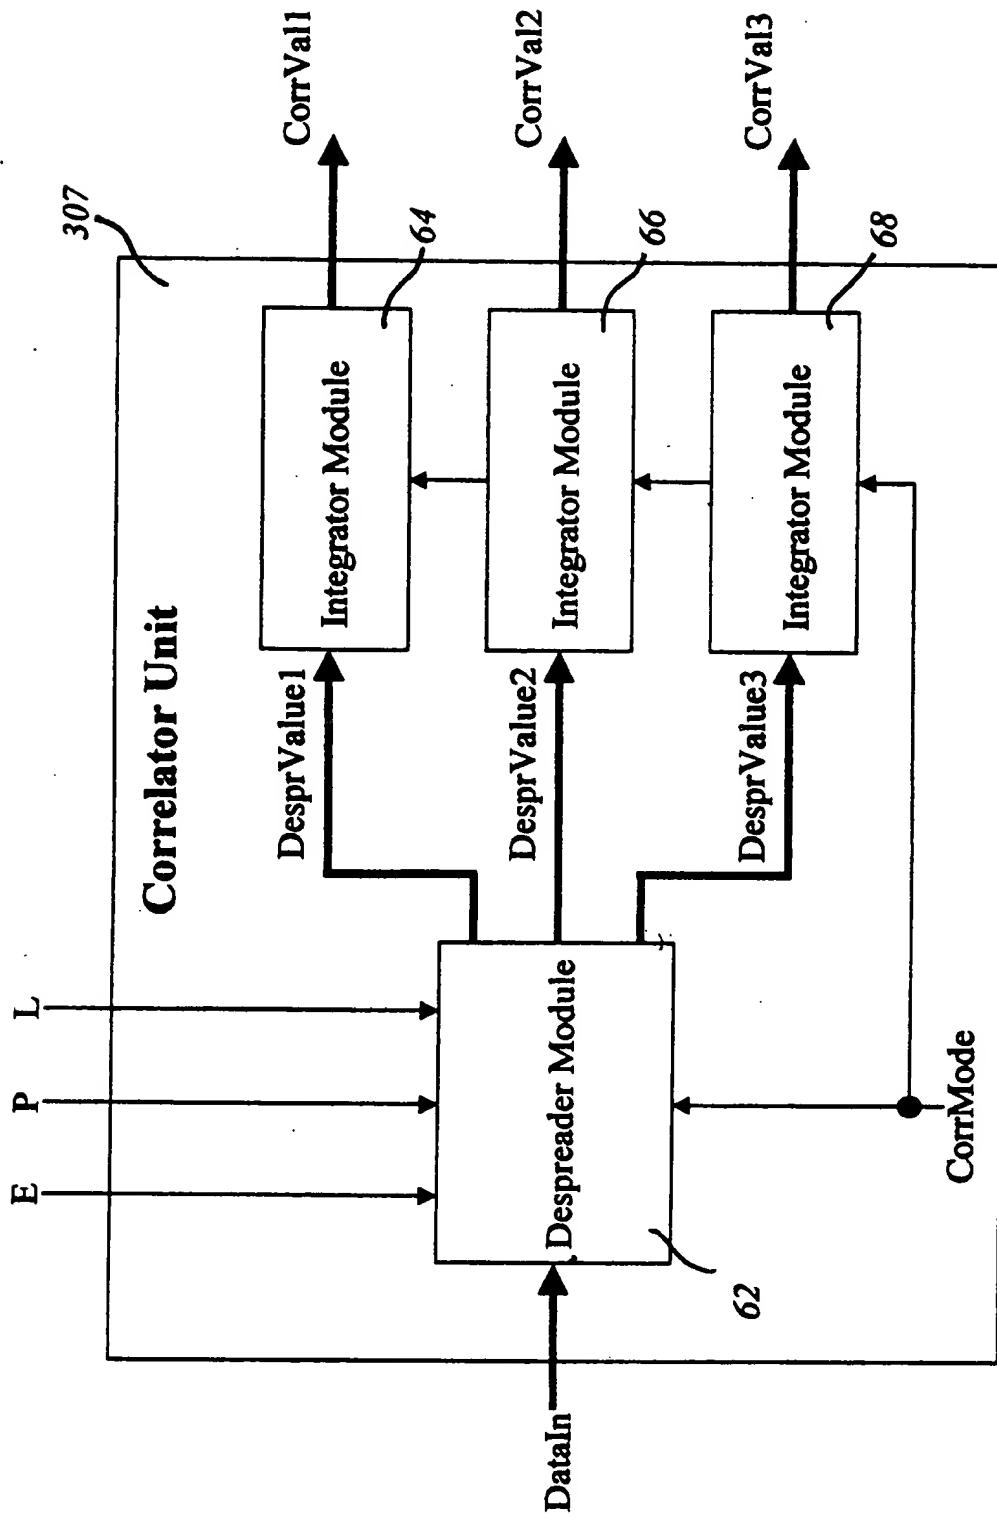 Correlator Unit
307
E
P
L
DataIn
Despreader Module
62
CorrMode
DesprValue1
DesprValue2
DesprValue3
Integrator Module
64
Integrator Module
66
Integrator Module
68
CorrVal1
CorrVal2
CorrVal3